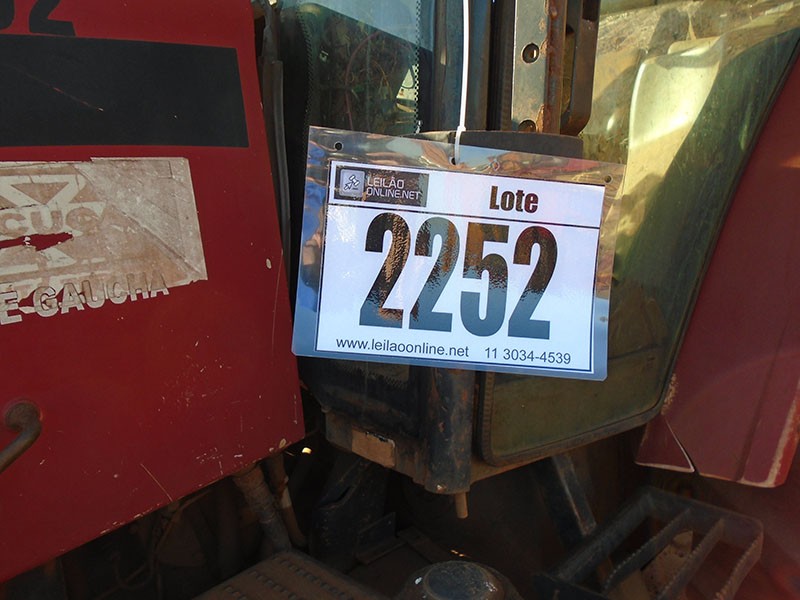 LEILÃO
ONLINE.NET
Lote
2252
www.leilaoonline.net 11 3034-4539
GAUCHA